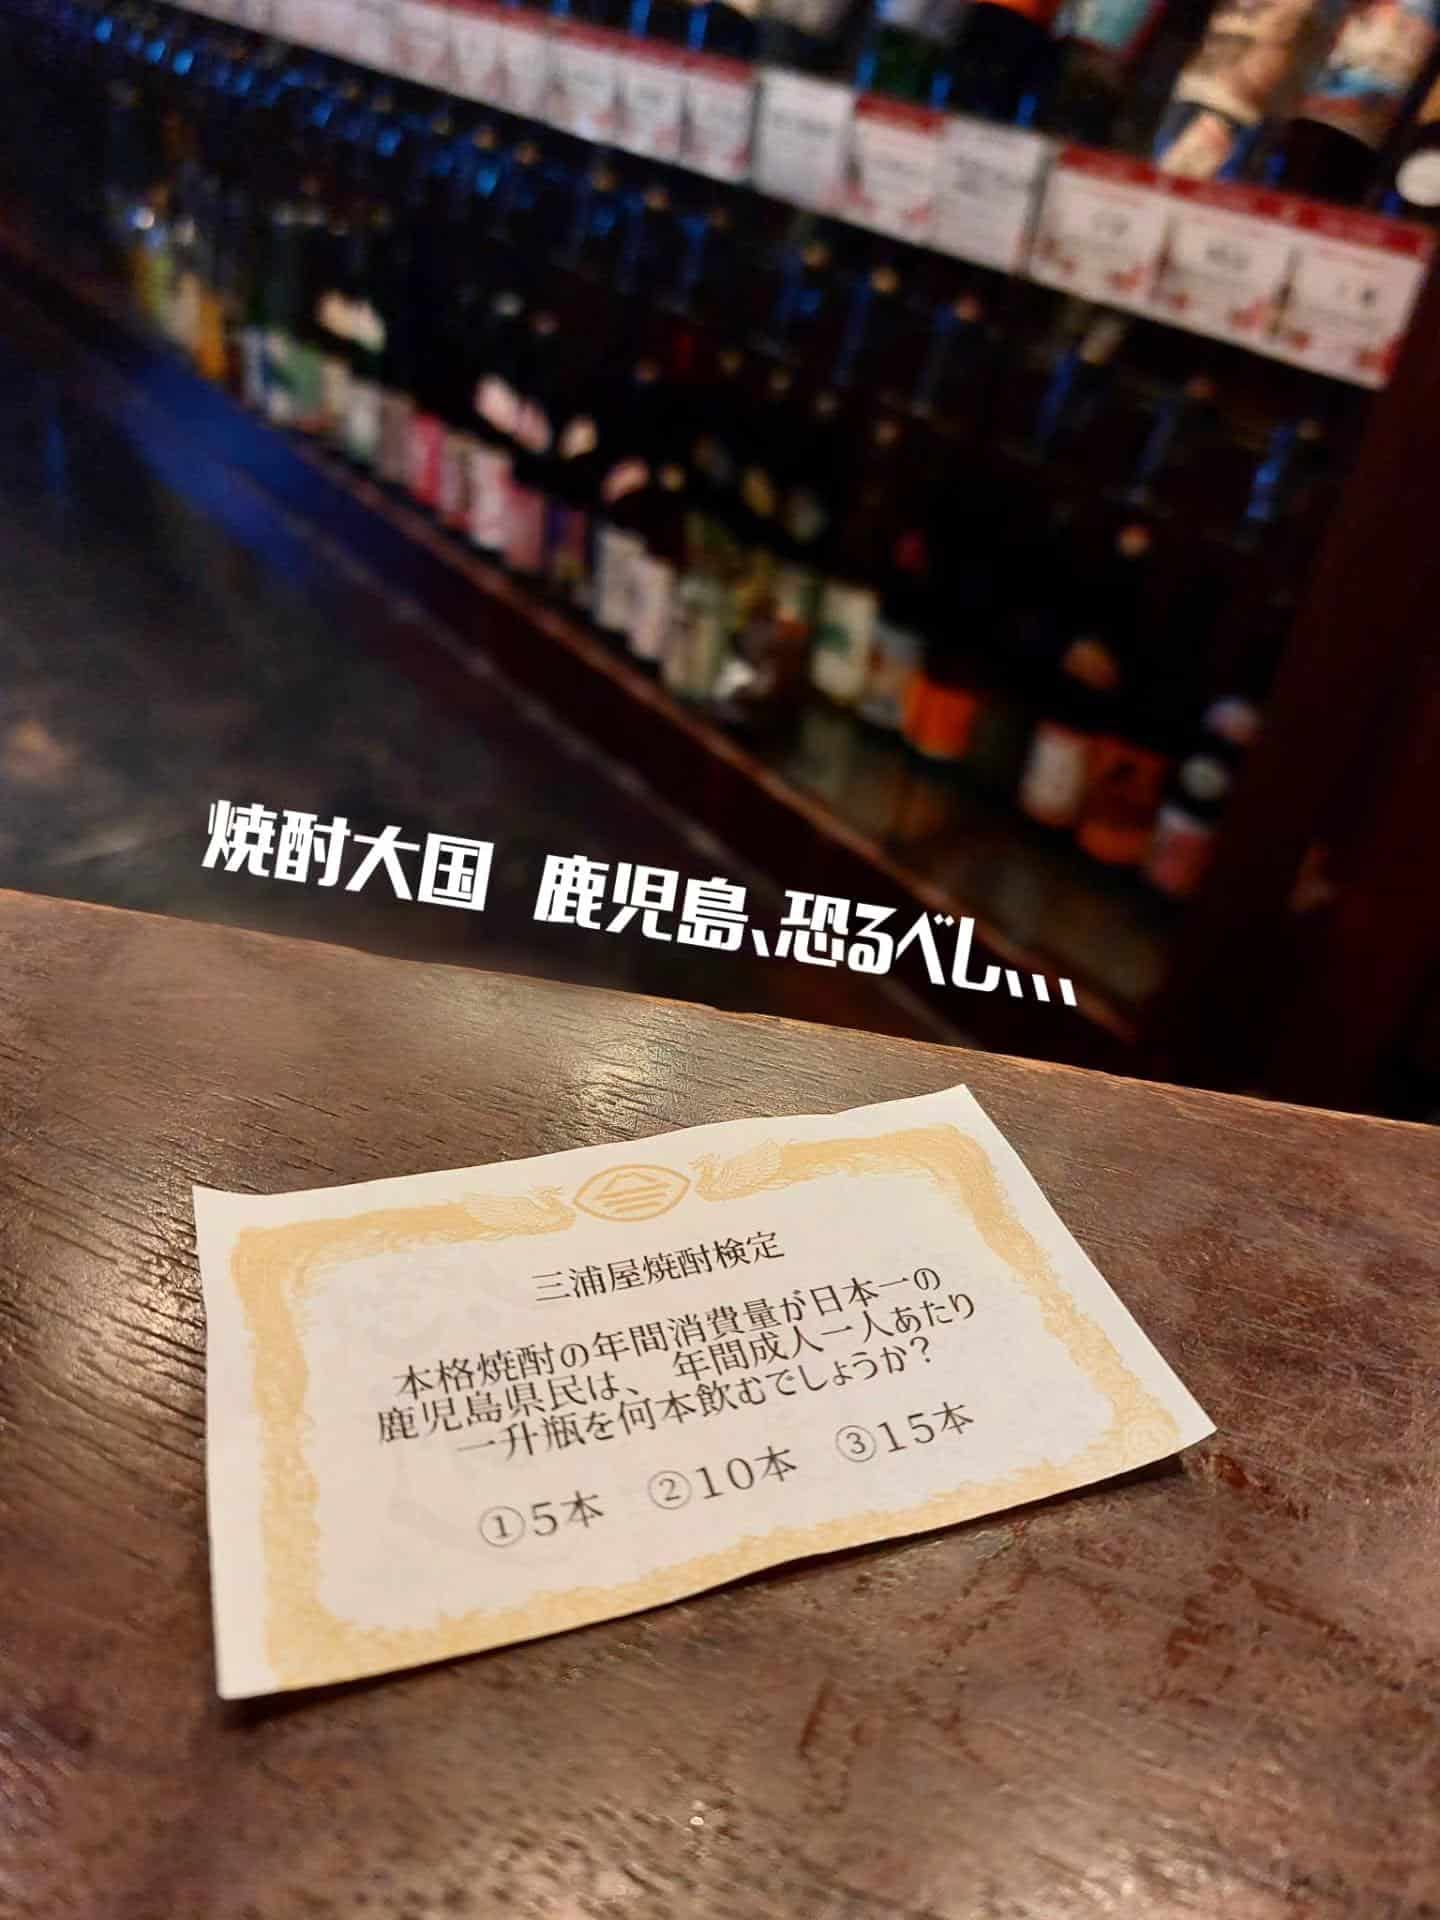 焼酎大国 鹿児島、恐るべし、、、
三浦屋焼酎検定
本格焼酎の年間消費量が日本一の
鹿児島県民は、年間成人一人あたり
一升瓶を何本飲むでしょうか？
①5本 ②10本 ③15本